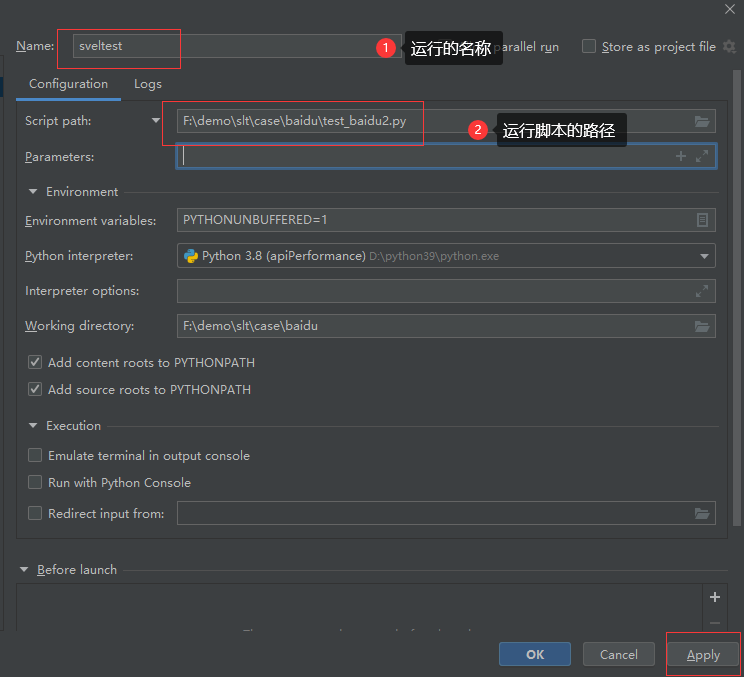 Name: sveltest 1 运行的名称 parallel run Store as project file
Configuration Logs
Script path: F:\demo\slt\case\baidu\test_baidu2.py 2 运行脚本的路径
Parameters:
Environment
Environment variables: PYTHONUNBUFFERED=1
Python interpreter: Python 3.8 (apiPerformance) D:\python39\python.exe
Interpreter options:
Working directory: F:\demo\slt\case\baidu
Add content roots to PYTHONPATH
Add source roots to PYTHONPATH
Execution
Emulate terminal in output console
Run with Python Console
Redirect input from:
Before launch
OK Cancel Apply